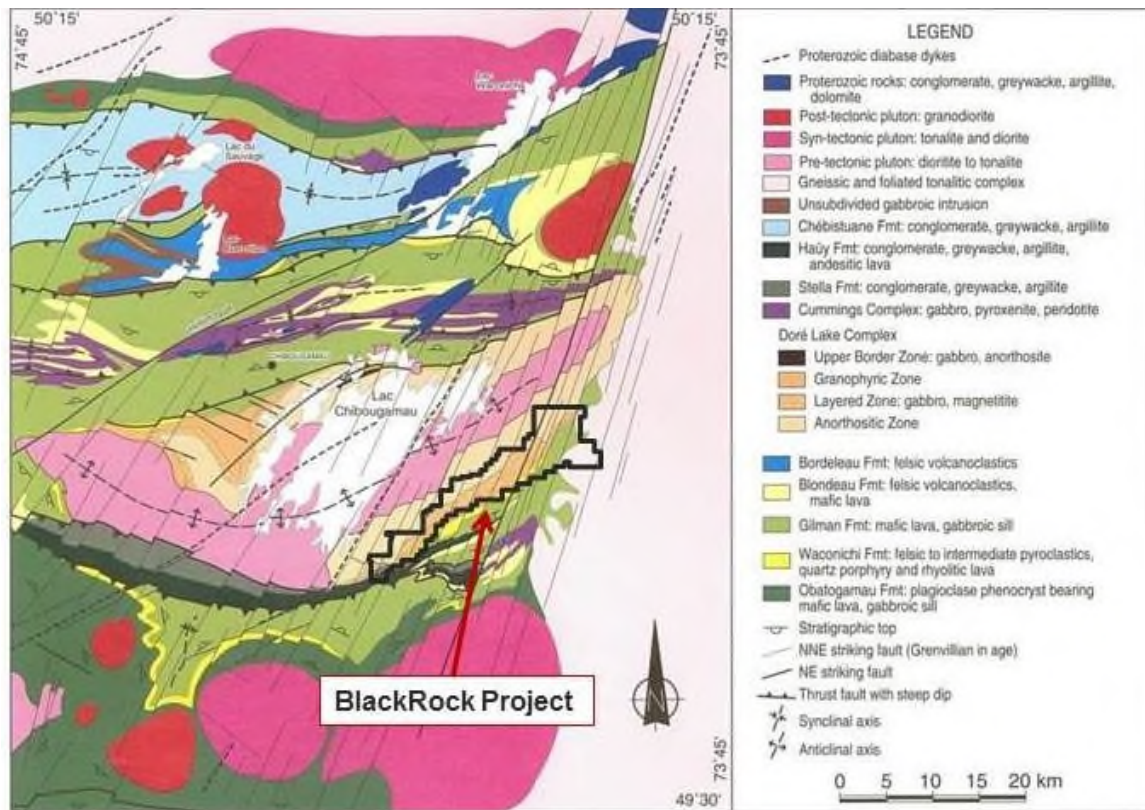 50°15'
50°15'
74°45'
73°45'
Lac du
Sauvage
CHIBOUGAMAU
Lac
Chibougamau
BlackRock Project
73°45'
49°30'
LEGEND
Proterozoic diabase dykes
Proterozoic rocks: conglomerate, greywacke, argillite,
dolomite
Post-tectonic pluton: granodiorite
Syn-tectonic pluton: tonalite and diorite
Pre-tectonic pluton: dioritite to tonalite
Gneissic and foliated tonalitic complex
Unsubdivided gabbroic intrusion
Chébistuane Fmt: conglomerate, greywacke, argillite
Haüy Fmt: conglomerate, greywacke, argillite,
andesitic lava
Stella Fmt: conglomerate, greywacke, argillite
Cummings Complex: gabbro, pyroxenite, peridotite
Doré Lake Complex
Upper Border Zone: gabbro, anorthosite
Granophyric Zone
Layered Zone: gabbro, magnetitite
Anorthositic Zone
Bordeleau Fmt: felsic volcanoclastics
Blondeau Fmt: felsic volcanoclastics,
mafic lava
Gilman Fmt: mafic lava, gabbroic sill
Waconichi Fmt: felsic to intermediate pyroclastics,
quartz porphyry and rhyolitic lava
Obatogamau Fmt: plagioclase phenocryst bearing
mafic lava, gabbroic sill
Stratigraphic top
NNE striking fault (Grenvillian in age)
NE striking fault
Thrust fault with steep dip
Synclinal axis
Anticlinal axis
0 5 10 15 20 km